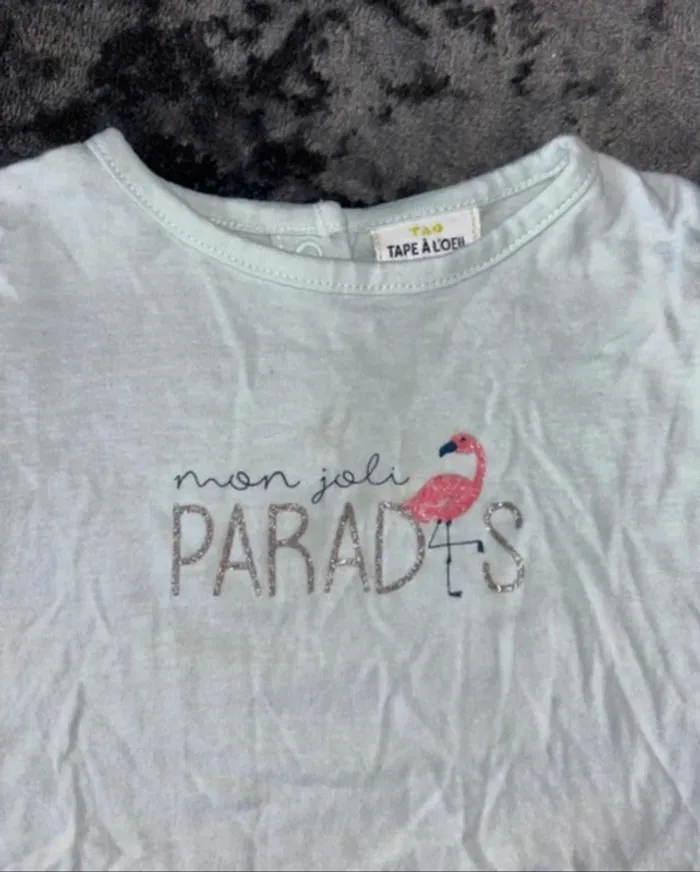 TAO
TAPE À L'OEIL
mon joli
PARADIS